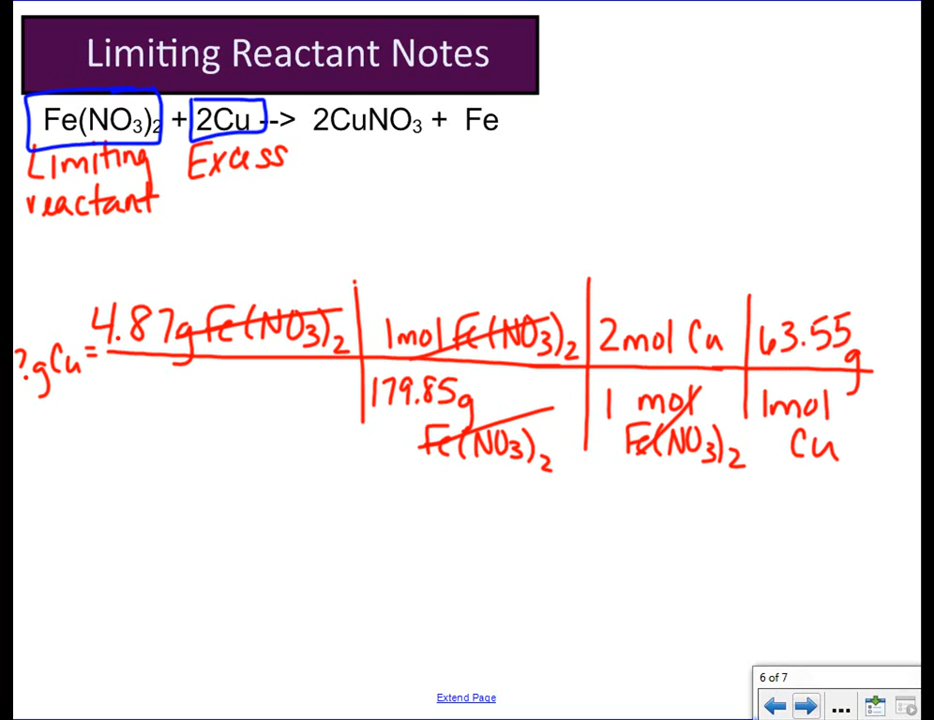 Limiting Reactant Notes
Fe(NO₃)₂ + 2Cu --> 2CuNO₃ + Fe
Limiting Excess
reactant
?gCu = 4.87g Fe(NO3)2 1mol Fe(NO3)2 2mol Cu 63.55g
179.85g 1 mol 1mol
Fe(NO3)2 Fe(NO3)2 Cu
6 of 7
Extend Page
...